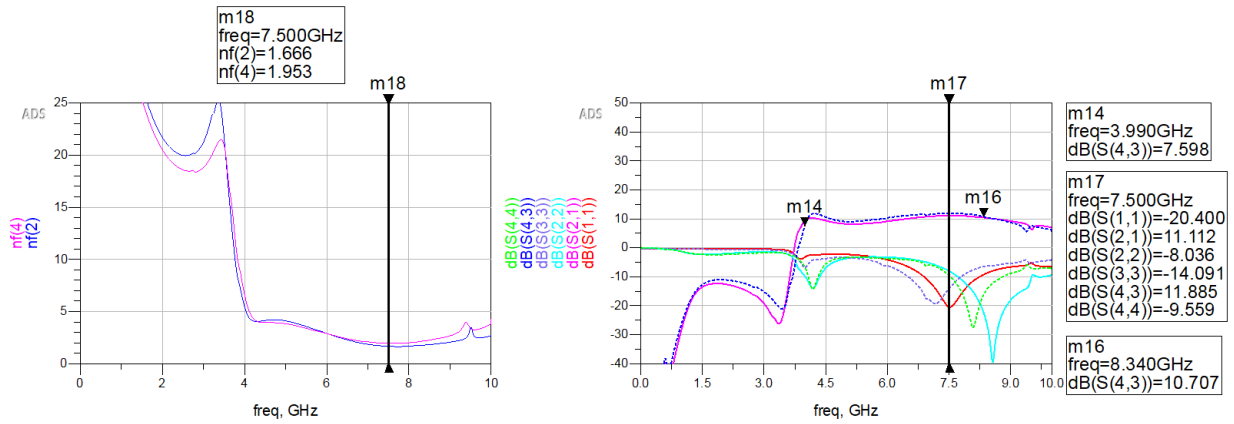 m18
freq=7.500GHz
nf(2)=1.666
nf(4)=1.953
m18
ADS
25
20
15
10
5
0
nf(4)
nf(2)
0 2 4 6 8 10
freq, GHz
m17
ADS
50
40
30
20
10
0
-10
-20
-30
-40
m14
m16
dB(S(4,4))
dB(S(4,3))
dB(S(3,3))
dB(S(2,2))
dB(S(2,1))
dB(S(1,1))
0.0 1.5 3.0 4.5 6.0 7.5 9.0 10.0
freq, GHz
m14
freq=3.990GHz
dB(S(4,3))=7.598
m17
freq=7.500GHz
dB(S(1,1))=-20.400
dB(S(2,1))=11.112
dB(S(2,2))=-8.036
dB(S(3,3))=-14.091
dB(S(4,3))=11.885
dB(S(4,4))=-9.559
m16
freq=8.340GHz
dB(S(4,3))=10.707